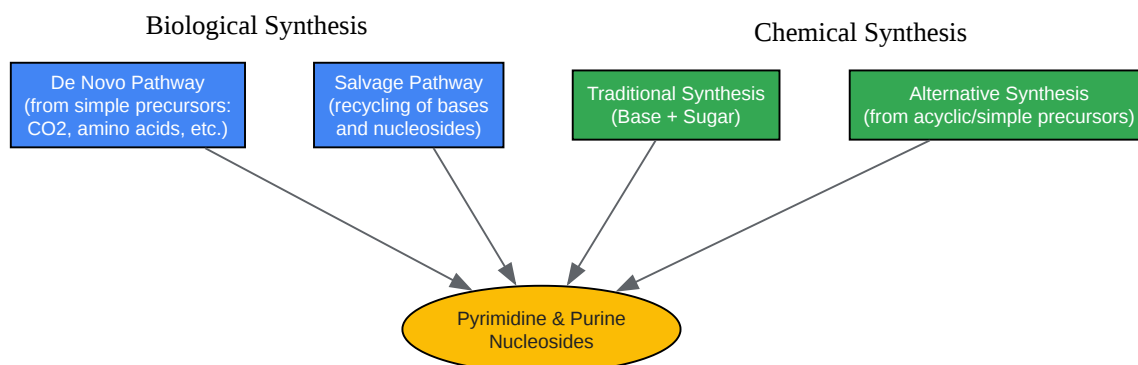 Biological Synthesis
Chemical Synthesis
De Novo Pathway
(from simple precursors:
CO2, amino acids, etc.)
Salvage Pathway
(recycling of bases
and nucleosides)
Traditional Synthesis
(Base + Sugar)
Alternative Synthesis
(from acyclic/simple precursors)
Pyrimidine & Purine
Nucleosides